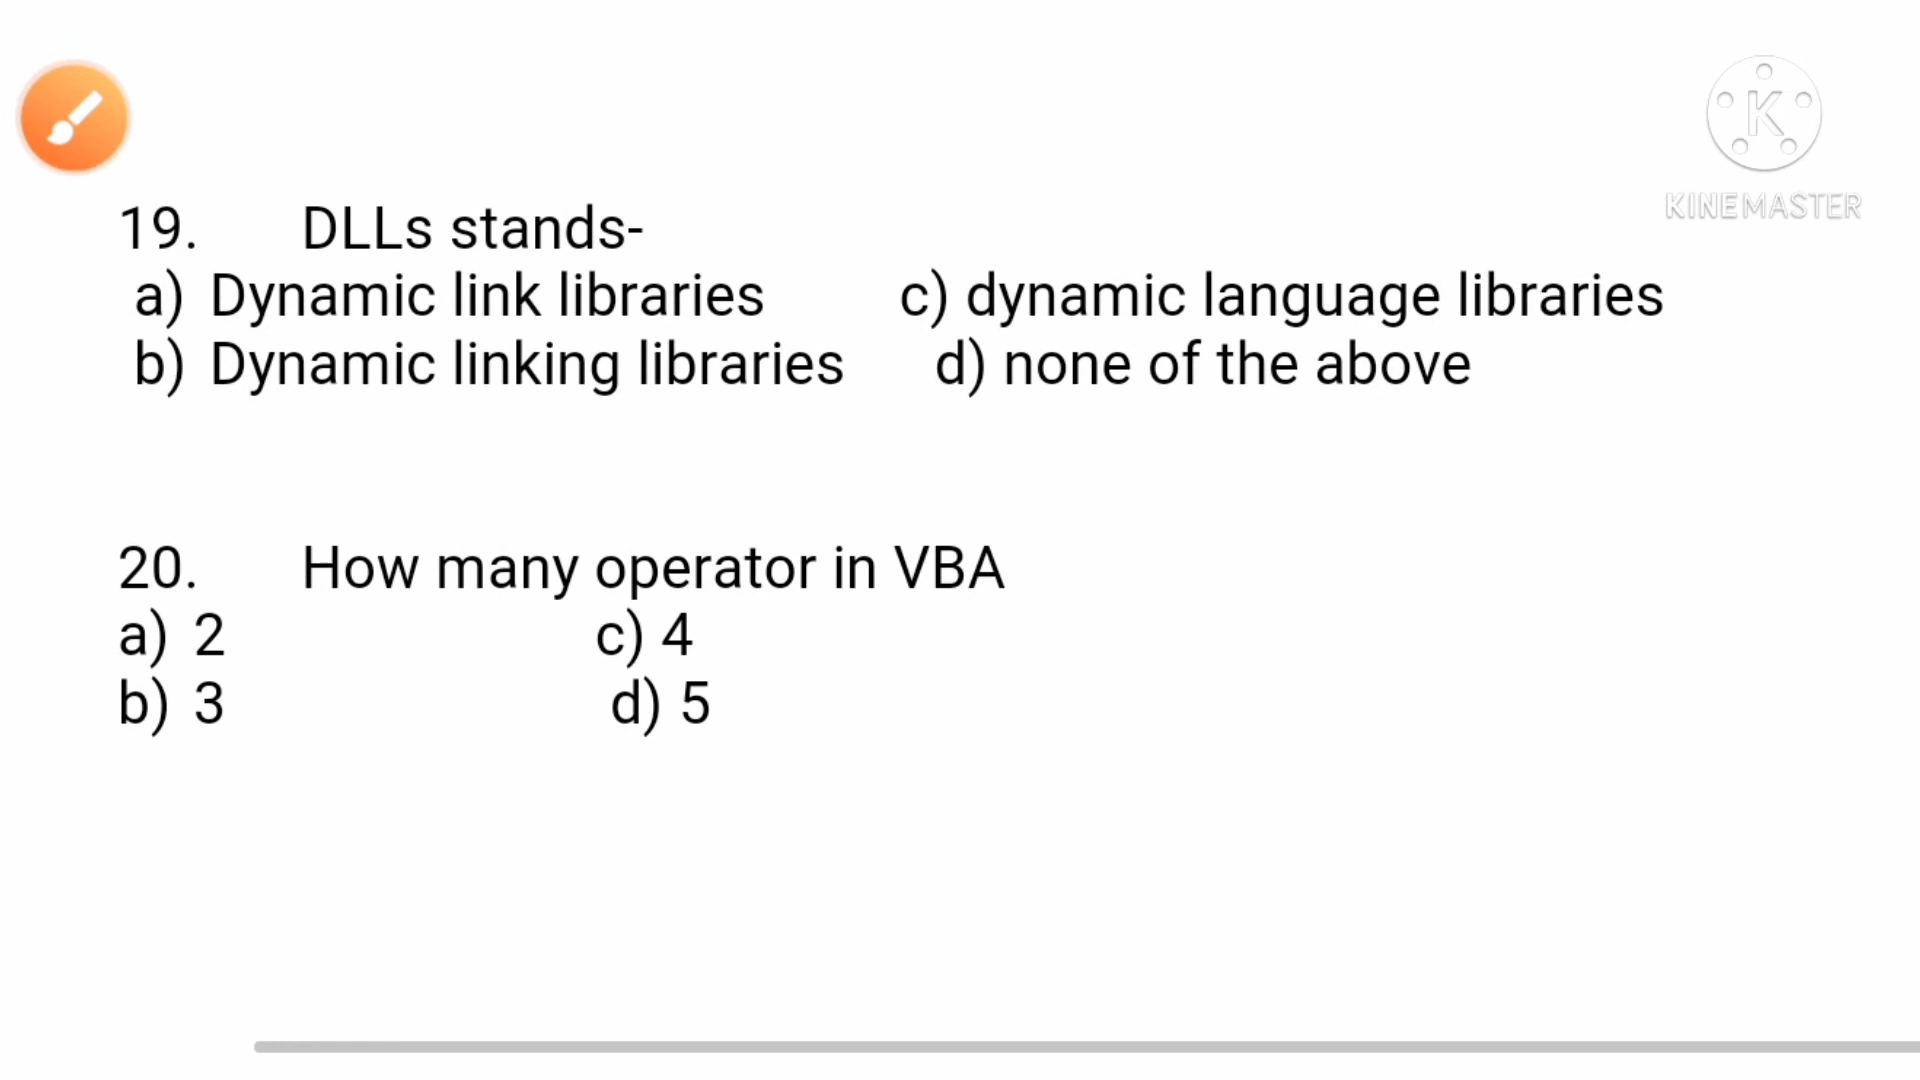 KINEMASTER
19. DLLs stands-
a) Dynamic link libraries c) dynamic language libraries
b) Dynamic linking libraries d) none of the above
20. How many operator in VBA
a) 2 c) 4
b) 3 d) 5